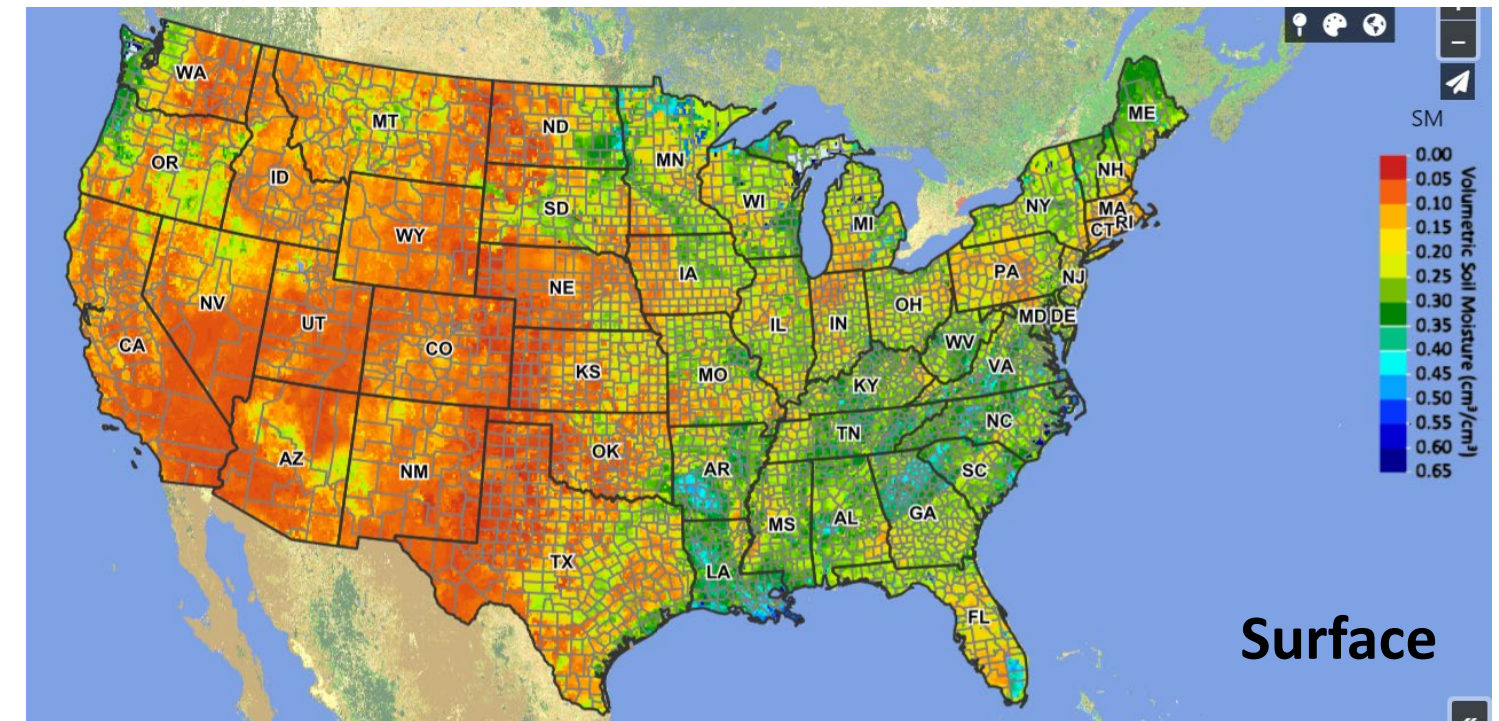 WA
MT
ND
MN
ME
OR
ID
SD
WI
MI
NH
NY
MA
CT
RI
WY
NV
UT
CO
NE
IA
IL
IN
OH
PA
NJ
MD
DE
CA
KS
MO
WV
VA
KY
AZ
NM
OK
AR
TN
NC
SC
TX
LA
MS
AL
GA
FL
SM
0.00
0.05
0.10
0.15
0.20
0.25
0.30
0.35
0.40
0.45
0.50
0.55
0.60
0.65
Volumetric Soil Moisture (cm³/cm³)
Surface